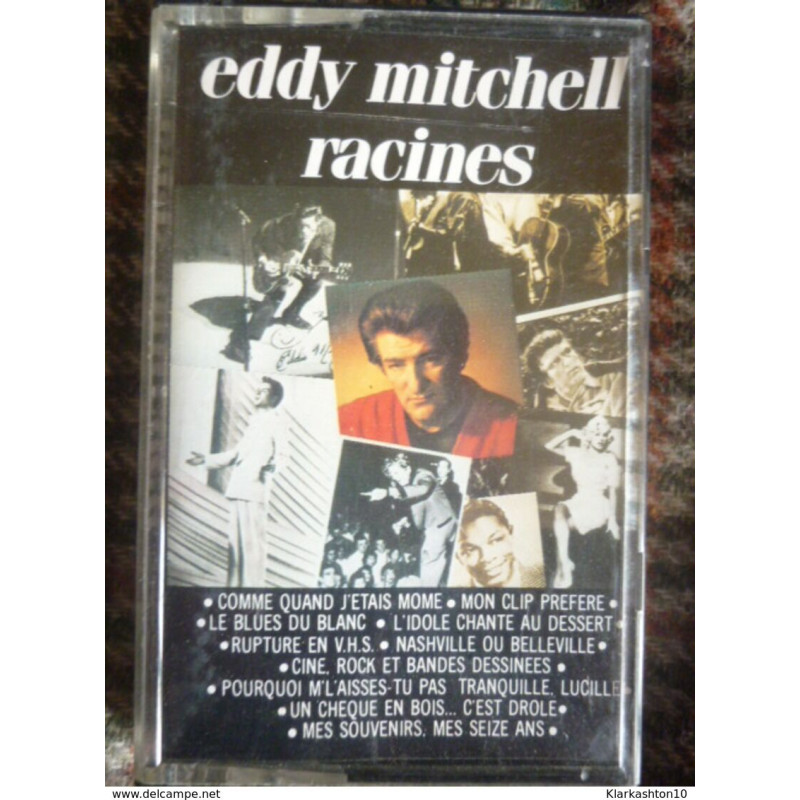 eddy mitchell
racines
• COMME QUAND J'ETAIS MOME • MON CLIP PREFERE •
• LE BLUES DU BLANC • L'IDOLE CHANTE AU DESSERT •
• RUPTURE EN V.H.S. • NASHVILLE OU BELLEVILLE •
• CINE, ROCK ET BANDES DESSINEES •
• POURQUOI M'L'AISSES-TU PAS TRANQUILLE, LUCILLE •
• UN CHEQUE EN BOIS... C'EST DROLE •
• MES SOUVENIRS, MES SEIZE ANS •
www.delcampe.net
Klarkashton10